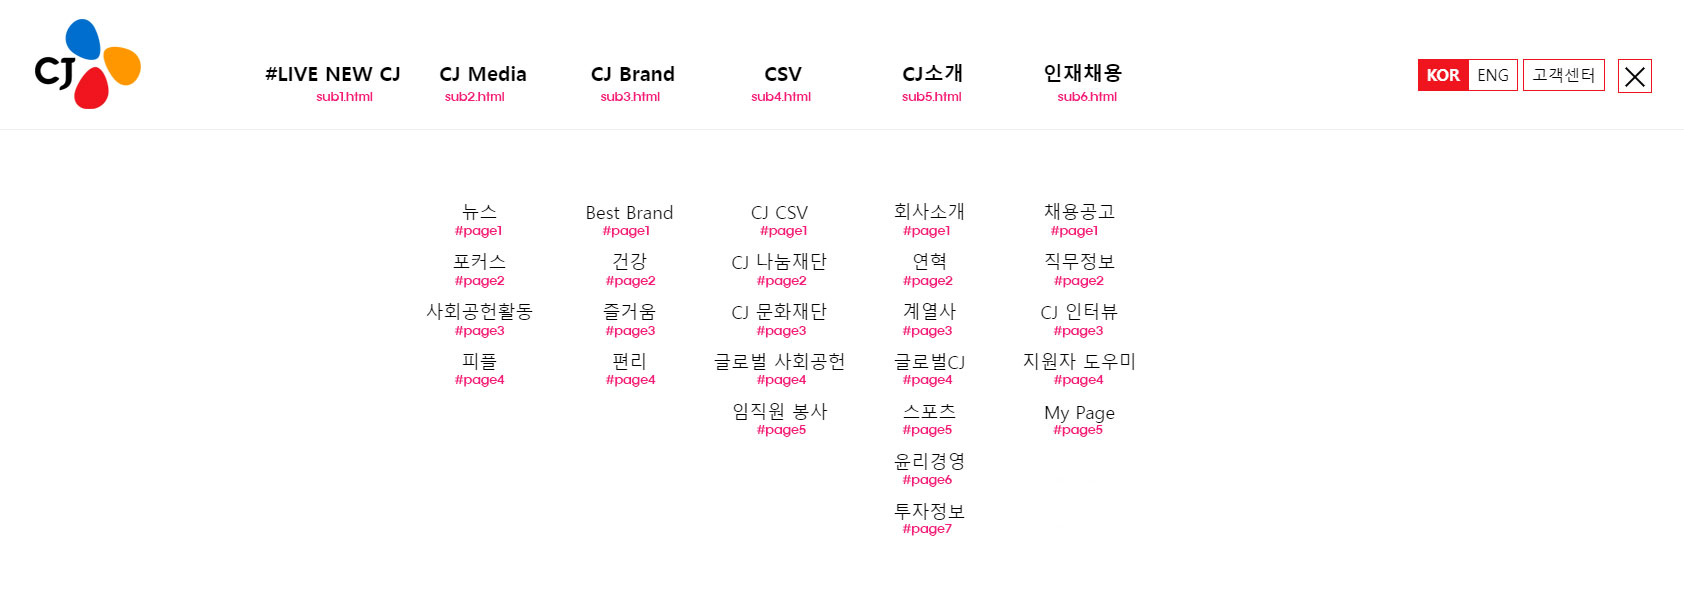 CJ
#LIVE NEW CJ CJ Media CJ Brand CSV CJ소개 인재채용 KOR ENG 고객센터
sub1.html sub2.html sub3.html sub4.html sub5.html sub6.html
뉴스 Best Brand CJ CSV 회사소개 채용공고
#page1 #page1 #page1 #page1 #page1
포커스 건강 CJ 나눔재단 연혁 직무정보
#page2 #page2 #page2 #page2 #page2
사회공헌활동 즐거움 CJ 문화재단 계열사 CJ 인터뷰
#page3 #page3 #page3 #page3 #page3
피플 편리 글로벌 사회공헌 글로벌CJ 지원자 도우미
#page4 #page4 #page4 #page4 #page4
임직원 봉사 스포츠 My Page
#page5 #page5 #page5
윤리경영
#page6
투자정보
#page7